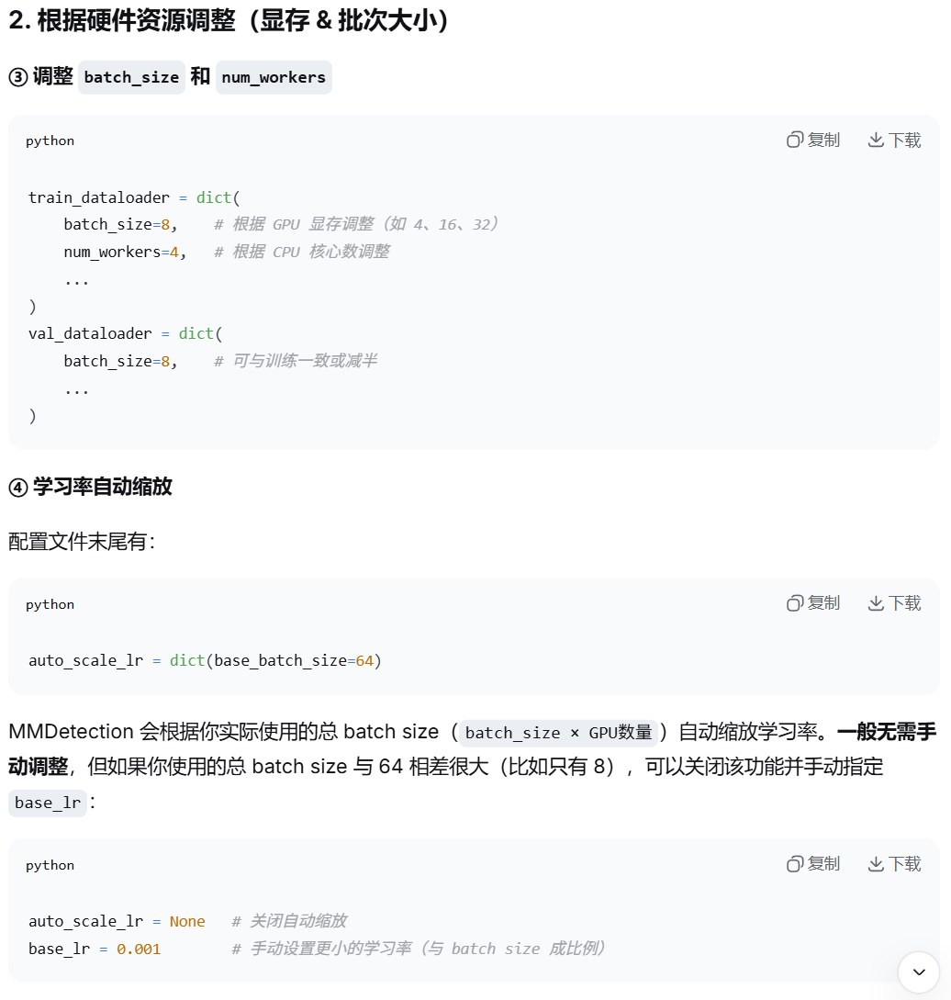 2. 根据硬件资源调整（显存 & 批次大小）
③ 调整 batch_size 和 num_workers
python 复制 下载
train_dataloader = dict(
    batch_size=8,    # 根据 GPU 显存调整（如 4、16、32）
    num_workers=4,   # 根据 CPU 核心数调整
    ...
)
val_dataloader = dict(
    batch_size=8,    # 可与训练一致或减半
    ...
)
④ 学习率自动缩放
配置文件末尾有：
python 复制 下载
auto_scale_lr = dict(base_batch_size=64)
MMDetection 会根据你实际使用的总 batch size（batch_size × GPU数量）自动缩放学习率。一般无需手
动调整，但如果你使用的总 batch size 与 64 相差很大（比如只有 8），可以关闭该功能并手动指定
base_lr：
python 复制 下载
auto_scale_lr = None   # 关闭自动缩放
base_lr = 0.001        # 手动设置更小的学习率（与 batch size 成比例）